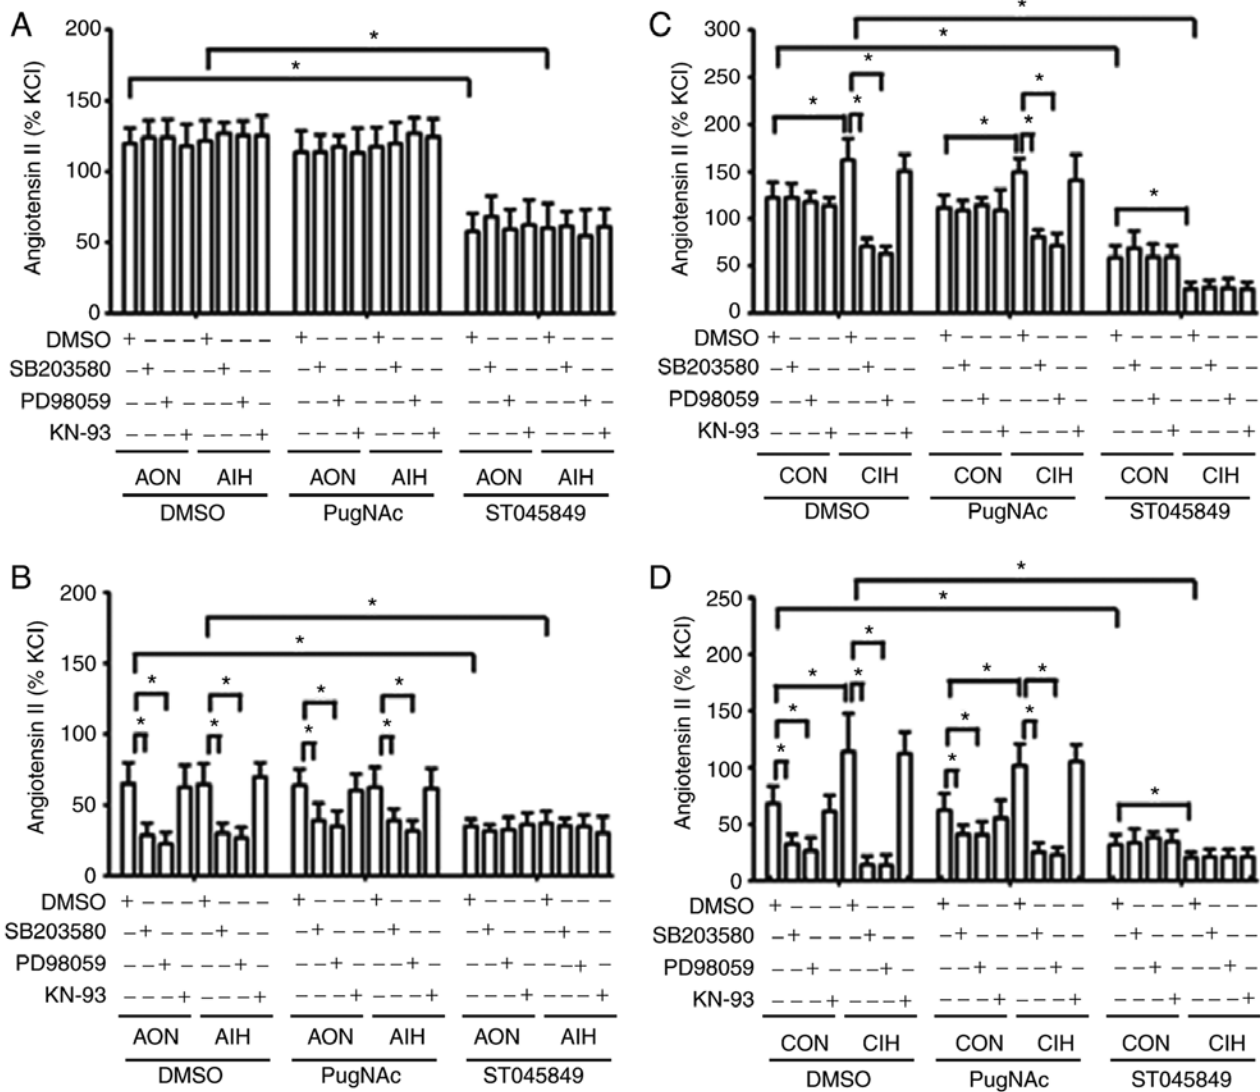 A
200
150
100
50
0
Angiotensin II (% KCl)
*
*
DMSO + – – – – + – – – + – – – + – – – + – – – + – – –
SB203580 – + – – – + – – – + – – – + – – – + – – – + – –
PD98059 – – + – – – + – – – + – – – + – – – + – – – + –
KN-93 – – – + – – – + – – – + – – – + – – – + – – – +
AON AIH AON AIH AON AIH
DMSO PugNAc ST045849
B
200
150
100
50
0
Angiotensin II (% KCl)
*
*
* * * *
* * * *
DMSO + – – – – + – – – + – – – + – – – + – – – + – – –
SB203580 – + – – – + – – – + – – – + – – – + – – – + – –
PD98059 – – + – – – + – – – + – – – + – – – + – – – + –
KN-93 – – – + – – – + – – – + – – – + – – – + – – – +
AON AIH AON AIH AON AIH
DMSO PugNAc ST045849
C
300
250
200
150
100
50
0
Angiotensin II (% KCl)
*
*
* *
* * * *
*
DMSO + – – – + – – – + – – – + – – – + – – – + – – –
SB203580 – + – – – + – – – + – – – + – – – + – – – + – –
PD98059 – – + – – – + – – – + – – – + – – – + – – – + –
KN-93 – – – + – – – + – – – + – – – + – – – + – – – +
CON CIH CON CIH CON CIH
DMSO PugNAc ST045849
D
250
200
150
100
50
0
Angiotensin II (% KCl)
*
*
*
* * * *
* * *
* * *
DMSO + – – – + – – – + – – – + – – – + – – – + – – –
SB203580 – + – – – + – – – + – – – + – – – + – – – + – –
PD98059 – – + – – – + – – – + – – – + – – – + – – – + –
KN-93 – – – + – – – + – – – + – – – + – – – + – – – +
CON CIH CON CIH CON CIH
DMSO PugNAc ST045849